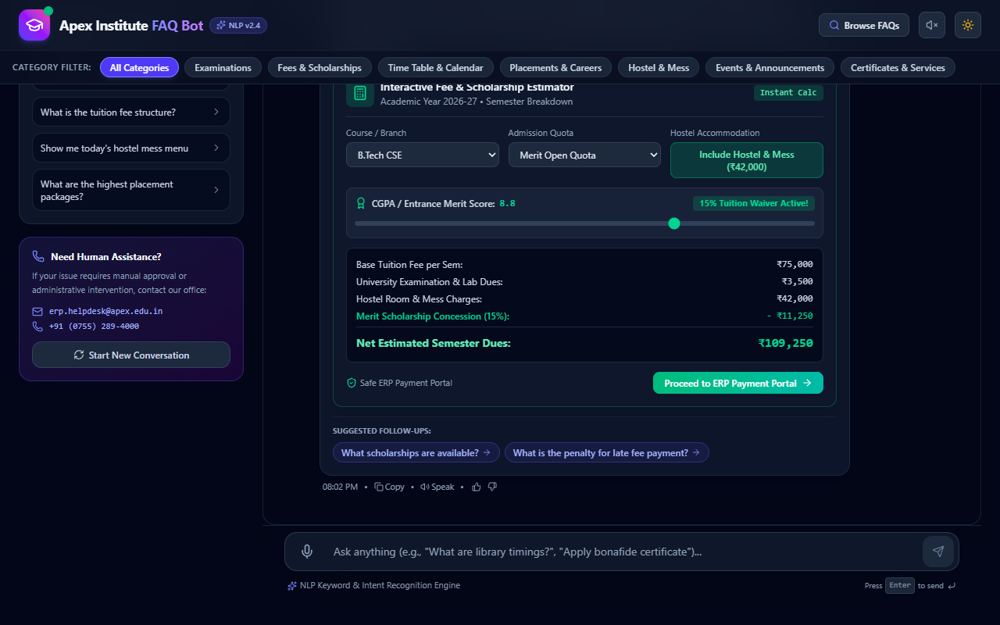 Apex Institute FAQ Bot
NLP v2.4
Browse FAQs
CATEGORY FILTER:
All Categories
Examinations
Fees & Scholarships
Time Table & Calendar
Placements & Careers
Hostel & Mess
Events & Announcements
Certificates & Services
What is the tuition fee structure?
Show me today's hostel mess menu
What are the highest placement
packages?
Need Human Assistance?
If your issue requires manual approval or
administrative intervention, contact our office:
erp.helpdesk@apex.edu.in
+91 (0755) 289-4000
Start New Conversation
Interactive Fee & Scholarship Estimator
Academic Year 2026-27 • Semester Breakdown
Instant Calc
Course / Branch
Admission Quota
Hostel Accommodation
B.Tech CSE
Merit Open Quota
Include Hostel & Mess
(₹42,000)
CGPA / Entrance Merit Score: 8.8
15% Tuition Waiver Active!
Base Tuition Fee per Sem: ₹75,000
University Examination & Lab Dues: ₹3,500
Hostel Room & Mess Charges: ₹42,000
Merit Scholarship Concession (15%): - ₹11,250
Net Estimated Semester Dues: ₹109,250
Safe ERP Payment Portal
Proceed to ERP Payment Portal →
SUGGESTED FOLLOW-UPS:
What scholarships are available? →
What is the penalty for late fee payment? →
08:02 PM • Copy • Speak •
Ask anything (e.g., "What are library timings?", "Apply bonafide certificate")...
NLP Keyword & Intent Recognition Engine
Press Enter to send